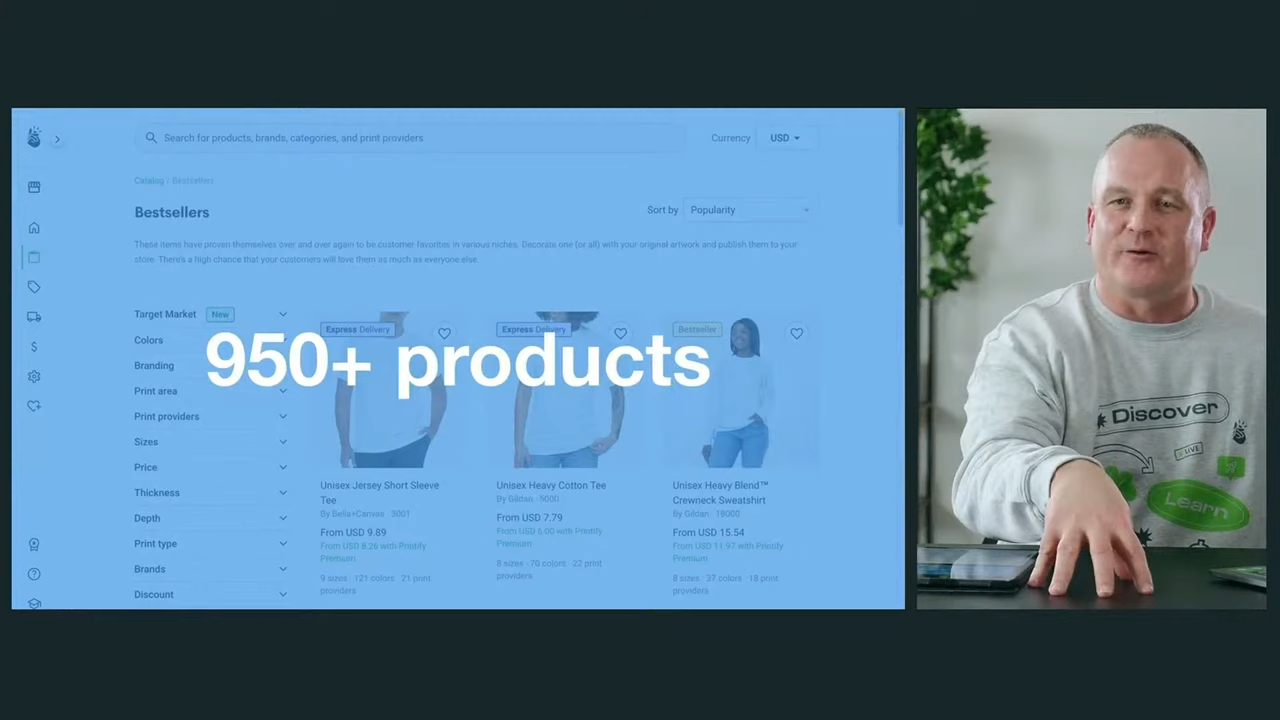 Search for products, brands, categories, and print providers
Currency
USD
Catalog / Bestsellers
Bestsellers
Sort by
Popularity
These items have proven themselves over and over again to be customer favorites in various niches. Decorate one (or all) with your original artwork and publish them to your
store. There's a high chance that your customers will love them as much as everyone else.
950+ products
Target Market
New
Colors
Branding
Print area
Print providers
Sizes
Price
Thickness
Depth
Print type
Brands
Discount
Express Delivery
Unisex Jersey Short Sleeve
Tee
By Bella+Canvas · 3001
From USD 9.89
From USD 8.26 with Printify
Premium
9 sizes · 121 colors · 21 print
providers
Express Delivery
Unisex Heavy Cotton Tee
By Gildan · 5000
From USD 7.79
From USD 6.00 with Printify
Premium
8 sizes · 70 colors · 22 print
providers
Bestseller
Unisex Heavy Blend™
Crewneck Sweatshirt
By Gildan · 18000
From USD 15.54
From USD 11.97 with Printify
Premium
8 sizes · 37 colors · 18 print
providers
Discover
LIVE
Learn